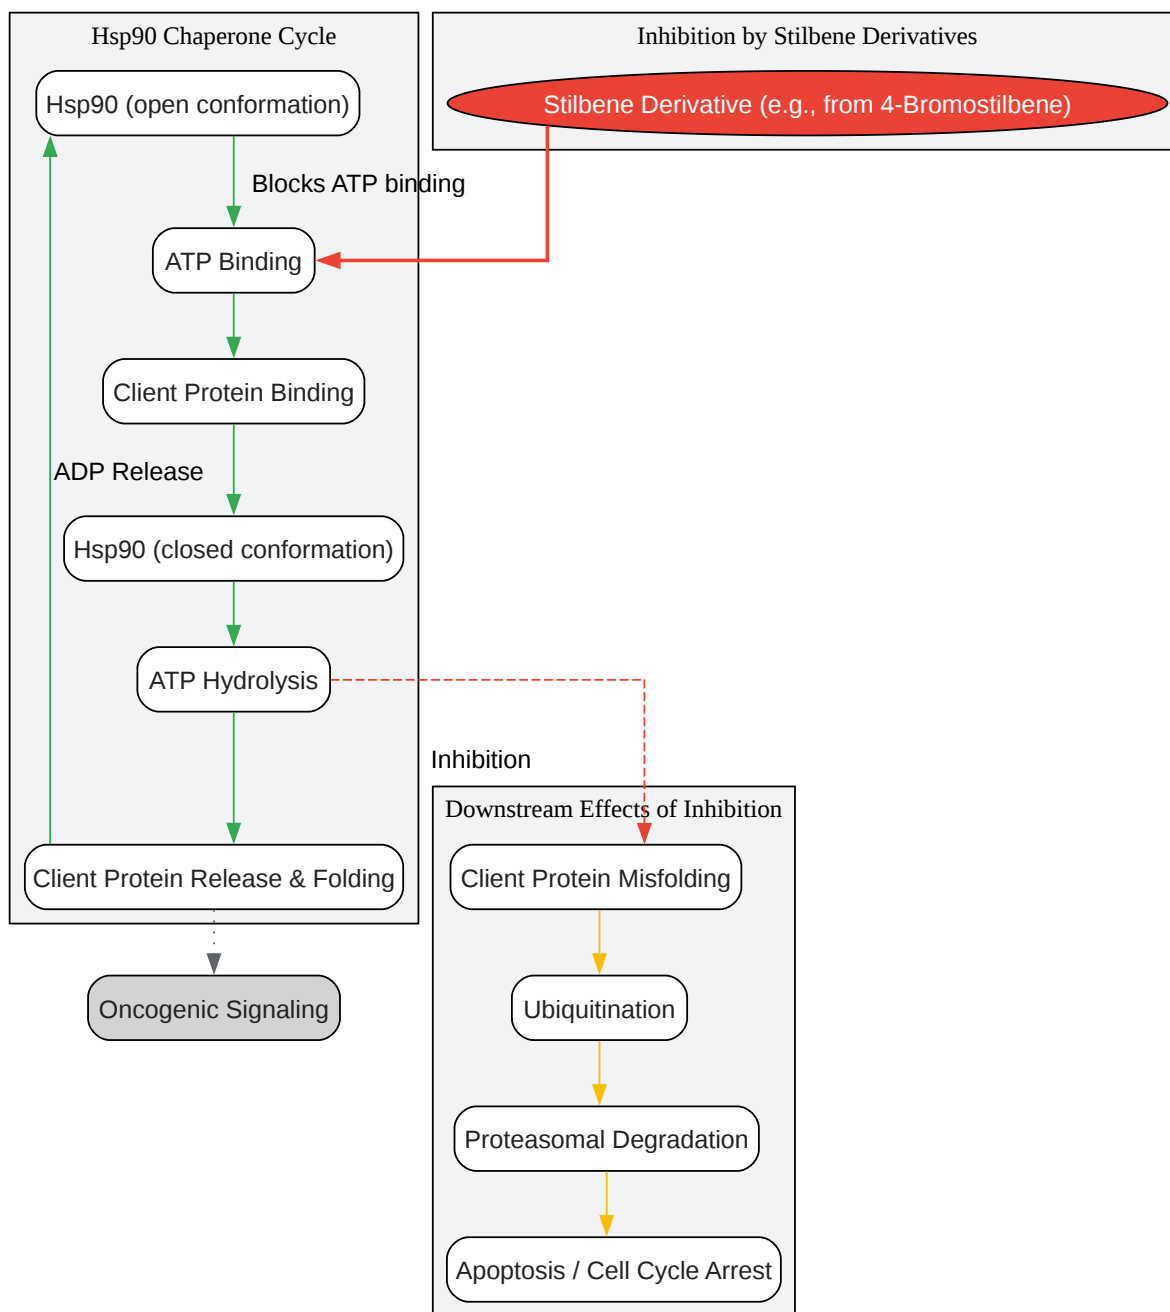 Hsp90 Chaperone Cycle
Hsp90 (open conformation)
Inhibition by Stilbene Derivatives
Stilbene Derivative (e.g., from 4-Bromostilbene)
Blocks ATP binding
ATP Binding
Client Protein Binding
ADP Release
Hsp90 (closed conformation)
ATP Hydrolysis
Inhibition
Client Protein Release & Folding
Oncogenic Signaling
Downstream Effects of Inhibition
Client Protein Misfolding
Ubiquitination
Proteasomal Degradation
Apoptosis / Cell Cycle Arrest